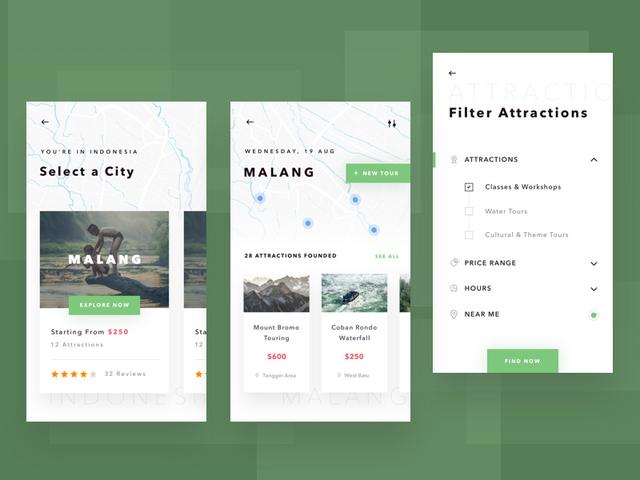 YOU'RE IN INDONESIA
Select a City
MALANG
EXPLORE NOW
Starting From $250
12 Attractions
32 Reviews
Sta
12
INDONES
WEDNESDAY, 19 AUG
MALANG
+ NEW TOUR
28 ATTRACTIONS FOUNDED
SEE ALL
Mount Bromo
Touring
$600
Tengger Area
Coban Rondo
Waterfall
$250
West Batu
MALANG
ATTRACTIO
Filter Attractions
ATTRACTIONS
Classes & Workshops
Water Tours
Cultural & Theme Tours
PRICE RANGE
HOURS
NEAR ME
FIND NOW